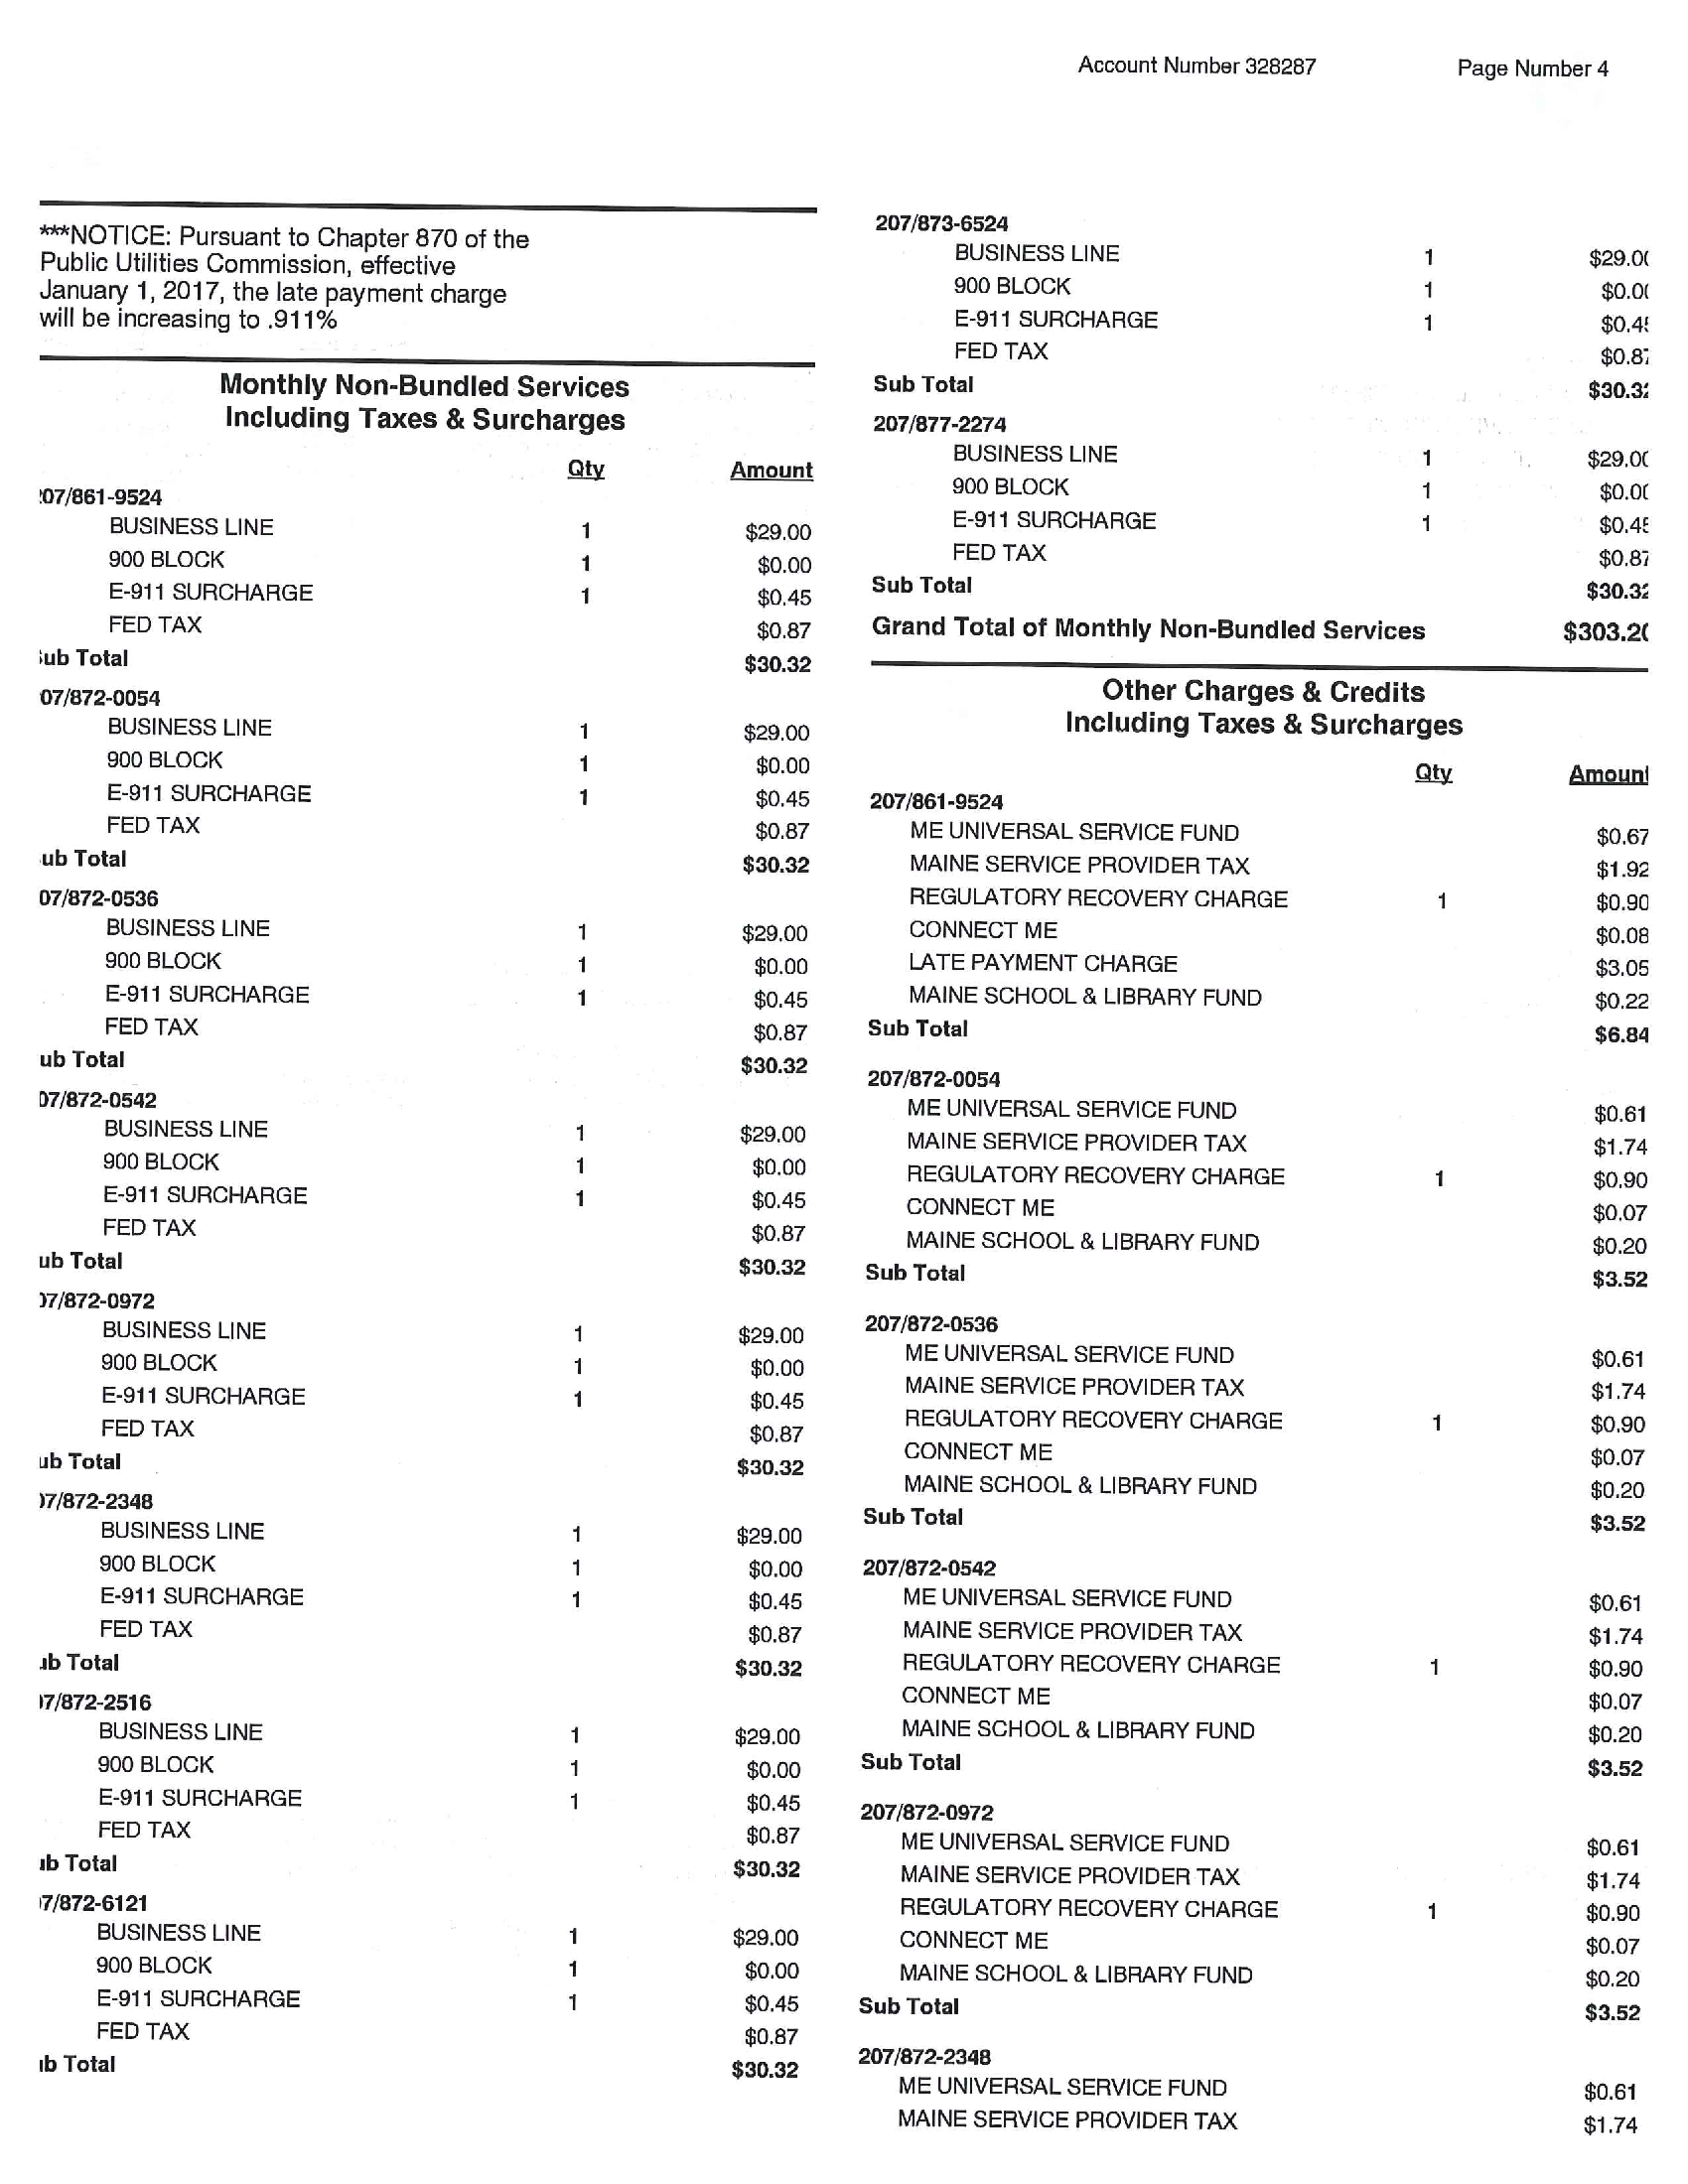 Account Number 328287 Page Number 4
***NOTICE: Pursuant to Chapter 870 of the
Public Utilities Commission, effective
January 1, 2017, the late payment charge
will be increasing to .911%
Monthly Non-Bundled Services
Including Taxes & Surcharges
Qty Amount
07/861-9524
BUSINESS LINE 1 $29.00
900 BLOCK 1 $0.00
E-911 SURCHARGE 1 $0.45
FED TAX $0.87
ub Total $30.32
07/872-0054
BUSINESS LINE 1 $29.00
900 BLOCK 1 $0.00
E-911 SURCHARGE 1 $0.45
FED TAX $0.87
ub Total $30.32
07/872-0536
BUSINESS LINE 1 $29.00
900 BLOCK 1 $0.00
E-911 SURCHARGE 1 $0.45
FED TAX $0.87
ub Total $30.32
07/872-0542
BUSINESS LINE 1 $29.00
900 BLOCK 1 $0.00
E-911 SURCHARGE 1 $0.45
FED TAX $0.87
ub Total $30.32
7/872-0972
BUSINESS LINE 1 $29.00
900 BLOCK 1 $0.00
E-911 SURCHARGE 1 $0.45
FED TAX $0.87
ub Total $30.32
7/872-2348
BUSINESS LINE 1 $29.00
900 BLOCK 1 $0.00
E-911 SURCHARGE 1 $0.45
FED TAX $0.87
ub Total $30.32
7/872-2516
BUSINESS LINE 1 $29.00
900 BLOCK 1 $0.00
E-911 SURCHARGE 1 $0.45
FED TAX $0.87
b Total $30.32
7/872-6121
BUSINESS LINE 1 $29.00
900 BLOCK 1 $0.00
E-911 SURCHARGE 1 $0.45
FED TAX $0.87
b Total $30.32
207/873-6524
BUSINESS LINE 1 $29.0
900 BLOCK 1 $0.0
E-911 SURCHARGE 1 $0.4
FED TAX $0.87
Sub Total $30.32
207/877-2274
BUSINESS LINE 1 $29.00
900 BLOCK 1 $0.00
E-911 SURCHARGE 1 $0.45
FED TAX $0.87
Sub Total $30.32
Grand Total of Monthly Non-Bundled Services $303.20
Other Charges & Credits
Including Taxes & Surcharges
Qty Amount
207/861-9524
ME UNIVERSAL SERVICE FUND $0.67
MAINE SERVICE PROVIDER TAX $1.92
REGULATORY RECOVERY CHARGE 1 $0.90
CONNECT ME $0.08
LATE PAYMENT CHARGE $3.05
MAINE SCHOOL & LIBRARY FUND $0.22
Sub Total $6.84
207/872-0054
ME UNIVERSAL SERVICE FUND $0.61
MAINE SERVICE PROVIDER TAX $1.74
REGULATORY RECOVERY CHARGE 1 $0.90
CONNECT ME $0.07
MAINE SCHOOL & LIBRARY FUND $0.20
Sub Total $3.52
207/872-0536
ME UNIVERSAL SERVICE FUND $0.61
MAINE SERVICE PROVIDER TAX $1.74
REGULATORY RECOVERY CHARGE 1 $0.90
CONNECT ME $0.07
MAINE SCHOOL & LIBRARY FUND $0.20
Sub Total $3.52
207/872-0542
ME UNIVERSAL SERVICE FUND $0.61
MAINE SERVICE PROVIDER TAX $1.74
REGULATORY RECOVERY CHARGE 1 $0.90
CONNECT ME $0.07
MAINE SCHOOL & LIBRARY FUND $0.20
Sub Total $3.52
207/872-0972
ME UNIVERSAL SERVICE FUND $0.61
MAINE SERVICE PROVIDER TAX $1.74
REGULATORY RECOVERY CHARGE 1 $0.90
CONNECT ME $0.07
MAINE SCHOOL & LIBRARY FUND $0.20
Sub Total $3.52
207/872-2348
ME UNIVERSAL SERVICE FUND $0.61
MAINE SERVICE PROVIDER TAX $1.74